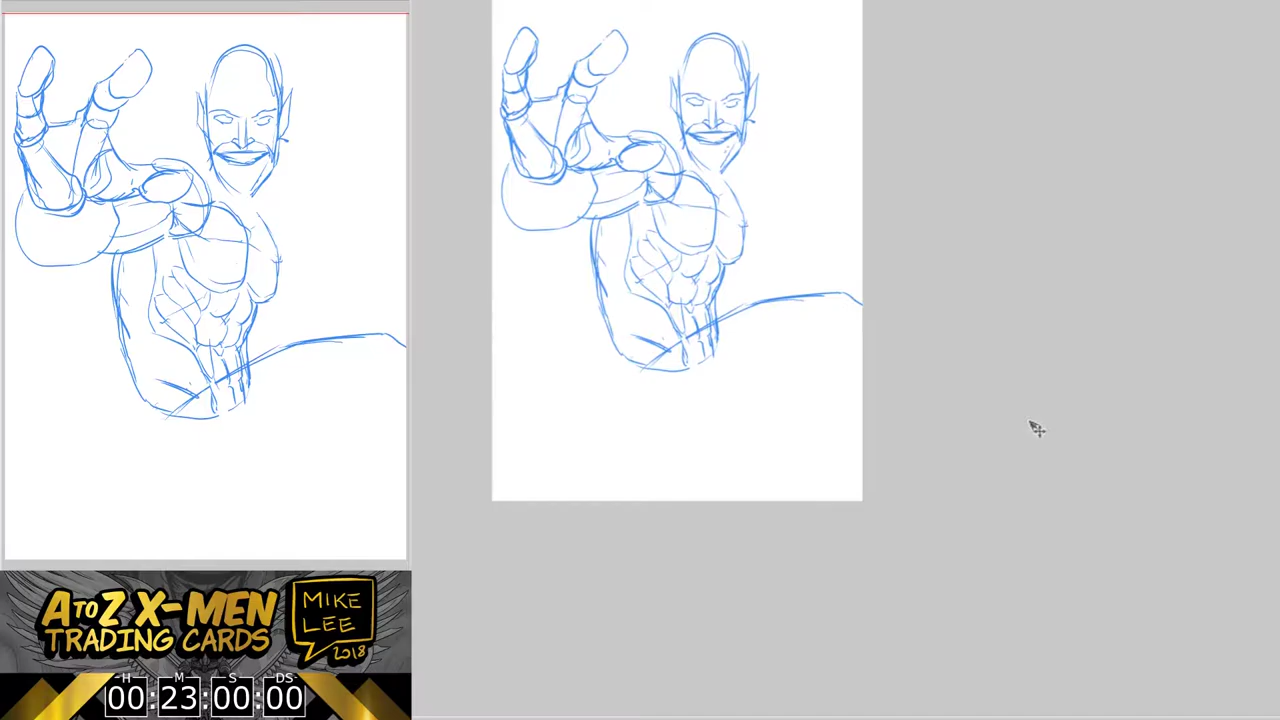 A TO Z X-MEN
TRADING CARDS
MIKE
LEE
2018
H M S DS
00:23:00:00